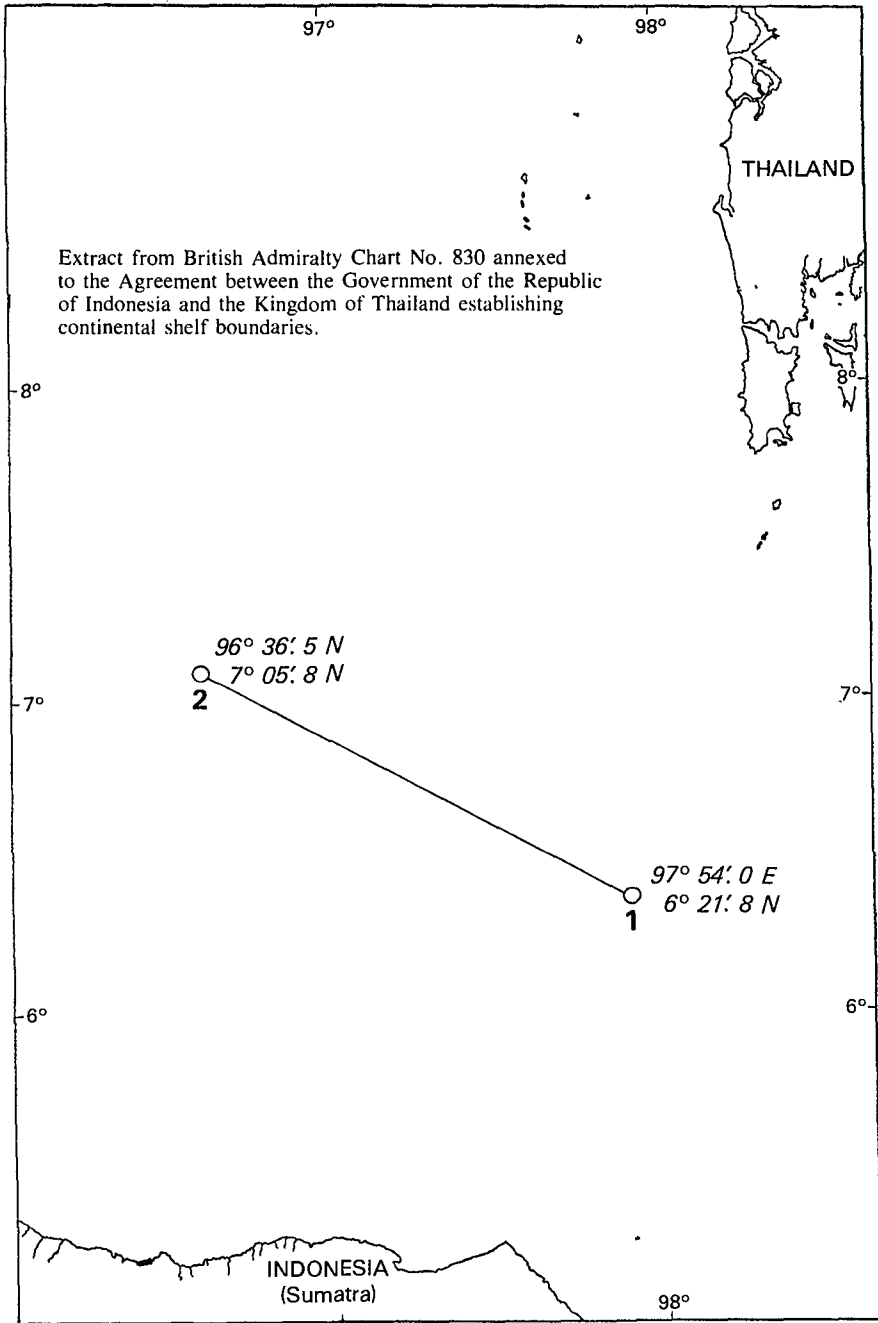 97° 98°
THAILAND
Extract from British Admiralty Chart No. 830 annexed
to the Agreement between the Government of the Republic
of Indonesia and the Kingdom of Thailand establishing
continental shelf boundaries.
8° 8°
96° 36'. 5 N
7° 05'. 8 N
2
7° 7°
97° 54'. 0 E
6° 21'. 8 N
1
6° 6°
INDONESIA
(Sumatra)
98°